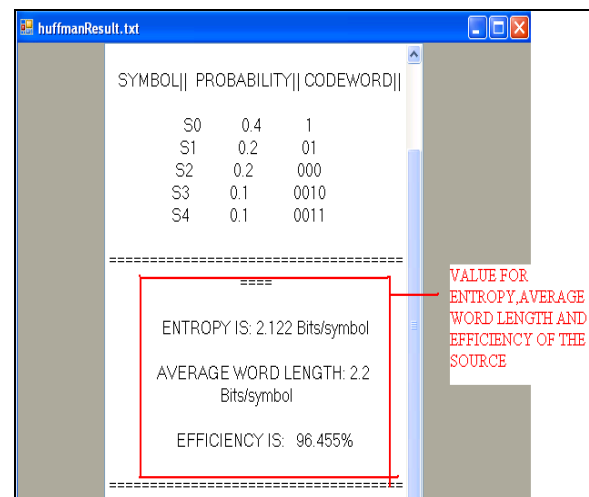 huffmanResult.txt
SYMBOL|| PROBABILITY|| CODEWORD||
S0 0.4 1
S1 0.2 01
S2 0.2 000
S3 0.1 0010
S4 0.1 0011
==================================
====
ENTROPY IS: 2.122 Bits/symbol
AVERAGE WORD LENGTH: 2.2
Bits/symbol
EFFICIENCY IS: 96.455%
==================================
VALUE FOR
ENTROPY,AVERAGE
WORD LENGTH AND
EFFICIENCY OF THE
SOURCE